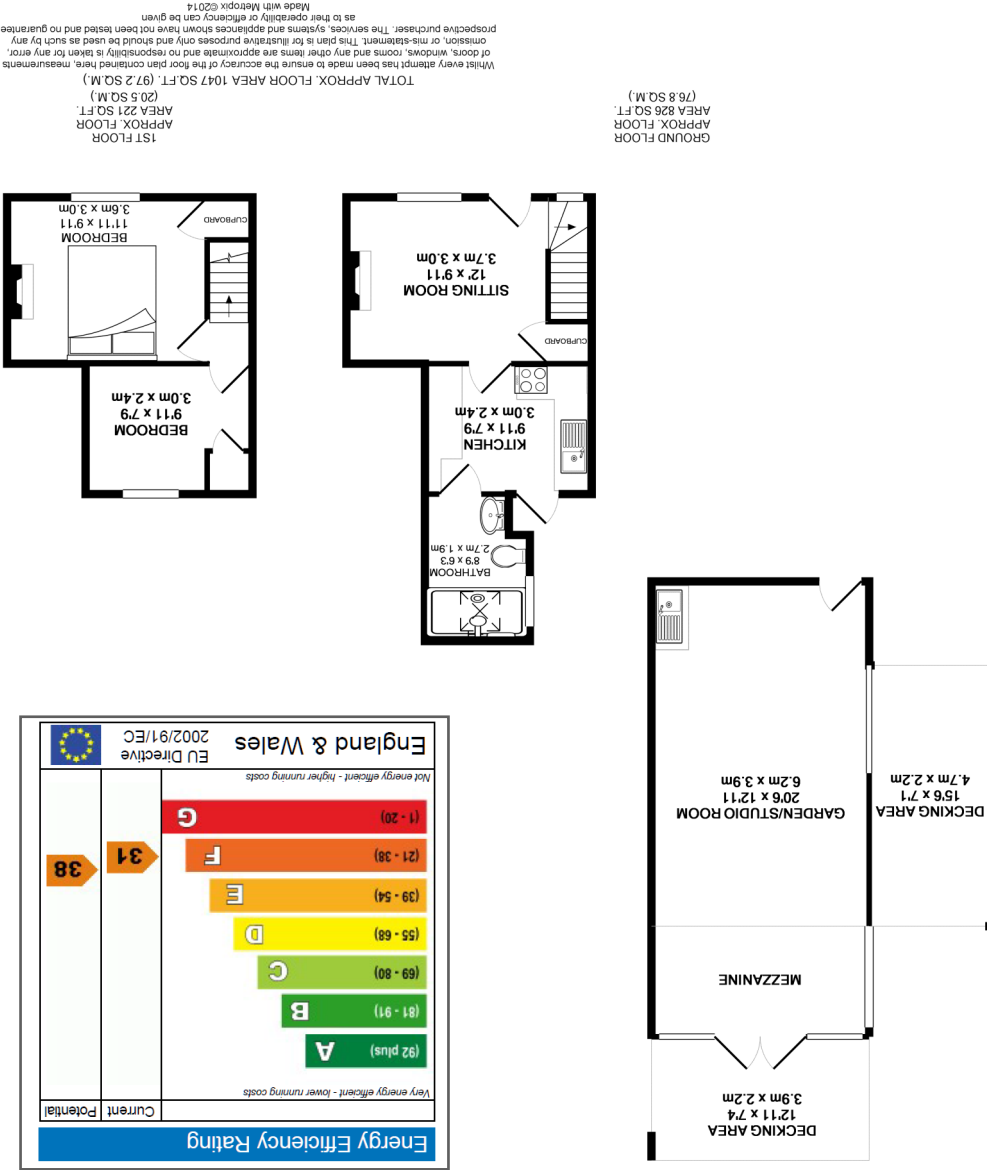 Energy Efficiency Rating
Current Potential
Very energy efficient - lower running costs
(92 plus) A
(81 - 91) B
(69 - 80) C
(55 - 68) D
(39 - 54) E
(21 - 38) F
(1 - 20) G
31
38
Not energy efficient - higher running costs
England & Wales
EU Directive
2002/91/EC
DECKING AREA
12'11 x 7'4
3.9m x 2.2m
MEZZANINE
DECKING AREA
15'6 x 7'1
4.7m x 2.2m
GARDEN/STUDIO ROOM
20'6 x 12'11
6.2m x 3.9m
BATHROOM
8'9 x 6'3
2.7m x 1.9m
KITCHEN
9'11 x 7'9
3.0m x 2.4m
CUPBOARD
SITTING ROOM
12' x 9'11
3.7m x 3.0m
BEDROOM
9'11 x 7'9
3.0m x 2.4m
BEDROOM
11'11 x 9'11
3.6m x 3.0m
CUPBOARD
GROUND FLOOR
APPROX. FLOOR
AREA 826 SQ.FT.
(76.8 SQ.M.)
1ST FLOOR
APPROX. FLOOR
AREA 221 SQ.FT.
(20.5 SQ.M.)
TOTAL APPROX. FLOOR AREA 1047 SQ.FT. (97.2 SQ.M.)
Whilst every attempt has been made to ensure the accuracy of the floor plan contained here, measurements
of doors, windows, rooms and any other items are approximate and no responsibility is taken for any error,
omission, or mis-statement. This plan is for illustrative purposes only and should be used as such by any
prospective purchaser. The services, systems and appliances shown have not been tested and no guarantee
as to their operability or efficiency can be given
Made with Metropix ©2014